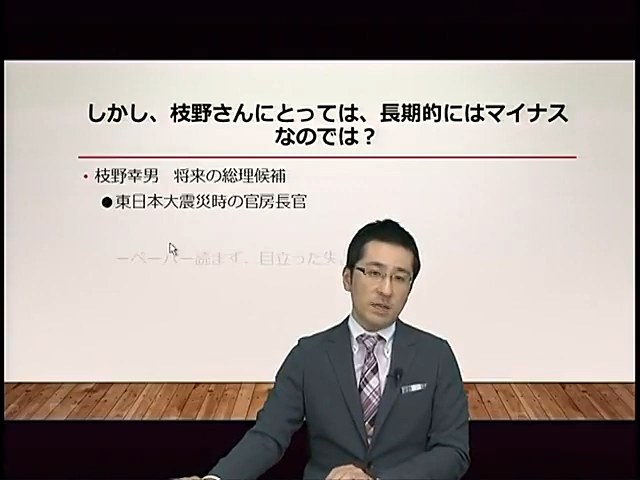 しかし、枝野さんにとっては、長期的にはマイナス
なのでは？
• 枝野幸男　将来の総理候補
●東日本大震災時の官房長官
ーペーパー読まず、目立った失